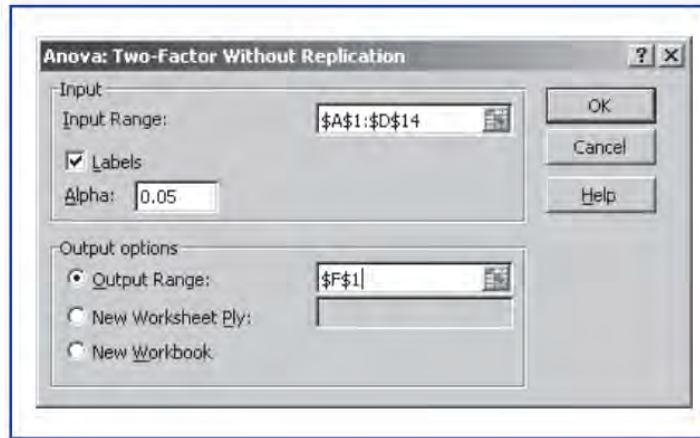 Anova: Two-Factor Without Replication
Input
Input Range: $A$1:$D$14
Labels
Alpha: 0.05
OK
Cancel
Help
Output options
Output Range: $F$1
New Worksheet Ply:
New Workbook